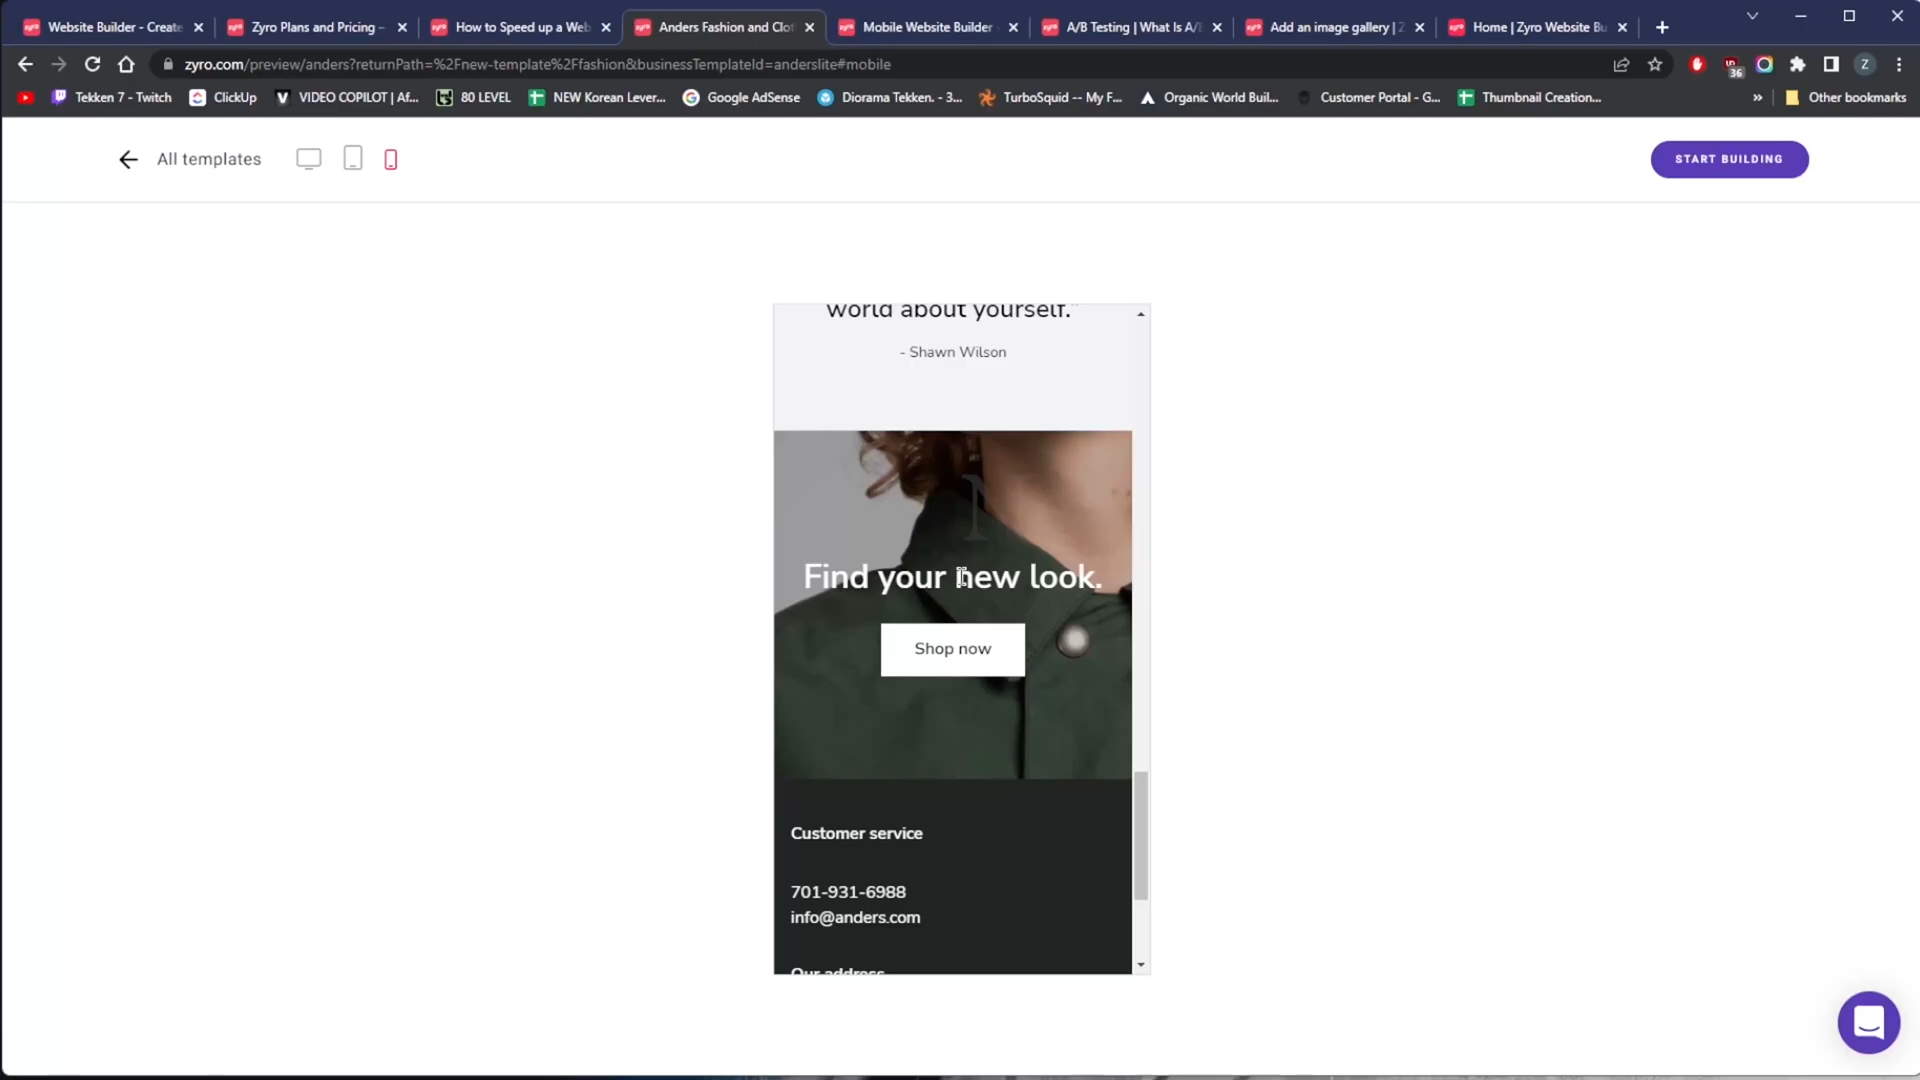 Website Builder - Create
Zyro Plans and Pricing –
How to Speed up a Web
Anders Fashion and Clot
Mobile Website Builder
A/B Testing | What Is A/
Add an image gallery | Z
Home | Zyro Website Bu
zyro.com/preview/anders?returnPath=%2Fnew-template%2Ffashion&businessTemplateId=anderslite#mobile
36
Z
Tekken 7 - Twitch
ClickUp
VIDEO COPILOT | Af...
80 LEVEL
NEW Korean Lever...
Google AdSense
Diorama Tekken. - 3...
TurboSquid -- My F...
Organic World Buil...
Customer Portal - G...
Thumbnail Creation...
»
Other bookmarks
All templates
START BUILDING
world about yourself."
- Shawn Wilson
N
Find your new look.
Shop now
Customer service
701-931-6988
info@anders.com
Our address